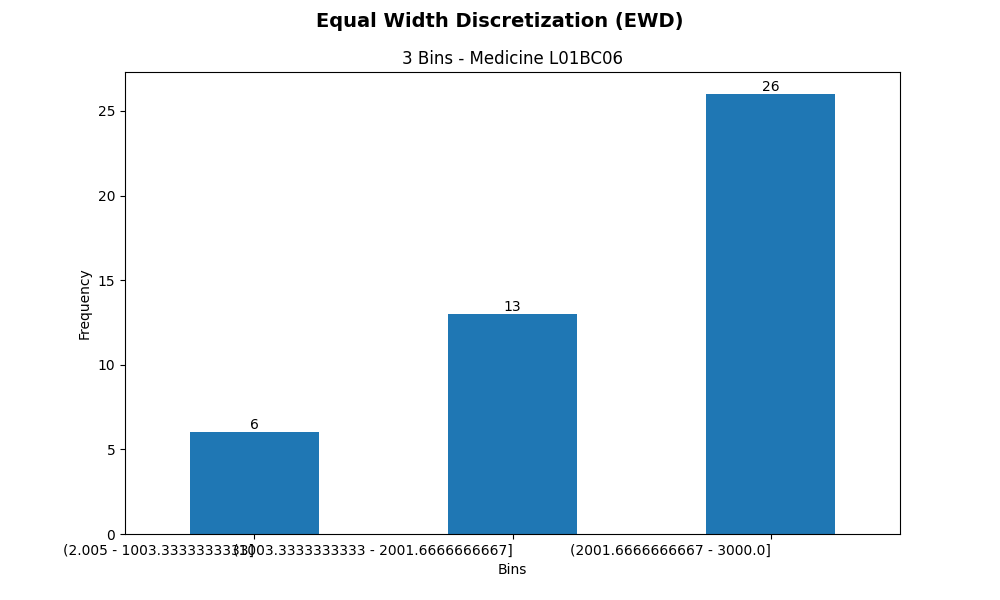 Equal Width Discretization (EWD)
3 Bins - Medicine L01BC06
26
25
20
15
13
10
6
5
0
Frequency
(2.005 - 1003.3333333333]
(1003.3333333333 - 2001.6666666667]
(2001.6666666667 - 3000.0]
Bins